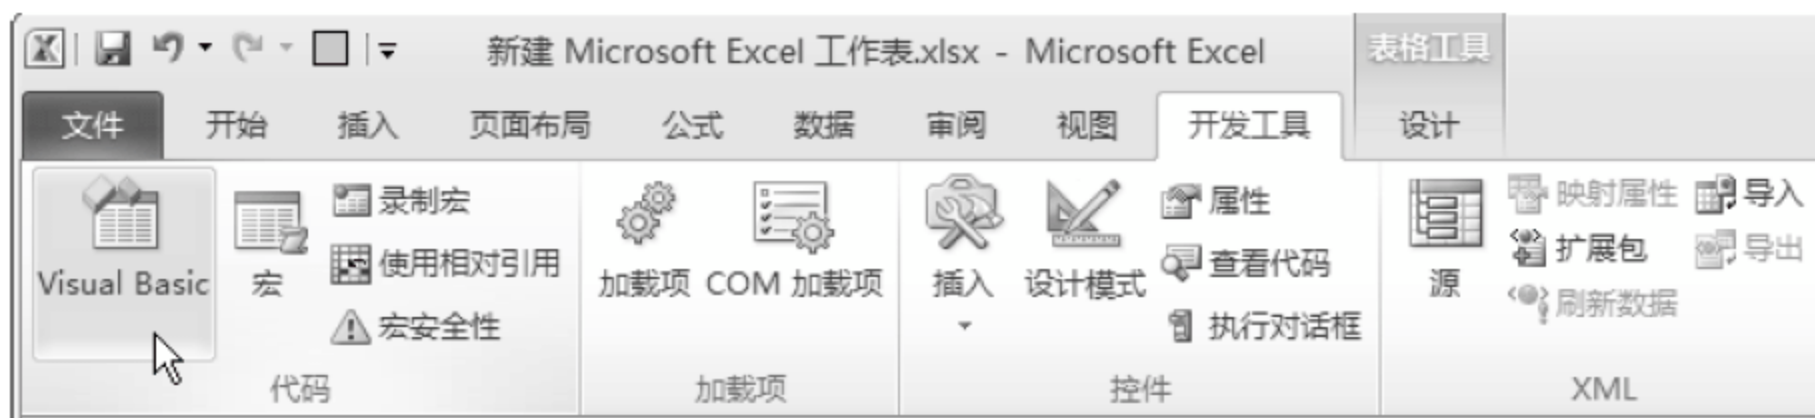 新建 Microsoft Excel 工作表.xlsx - Microsoft Excel 表格工具
文件 开始 插入 页面布局 公式 数据 审阅 视图 开发工具 设计
Visual Basic
宏
录制宏
使用相对引用
宏安全性
代码
加载项
COM 加载项
加载项
插入
设计模式
属性
查看代码
执行对话框
控件
源
映射属性
扩展包
刷新数据
导入
导出
XML